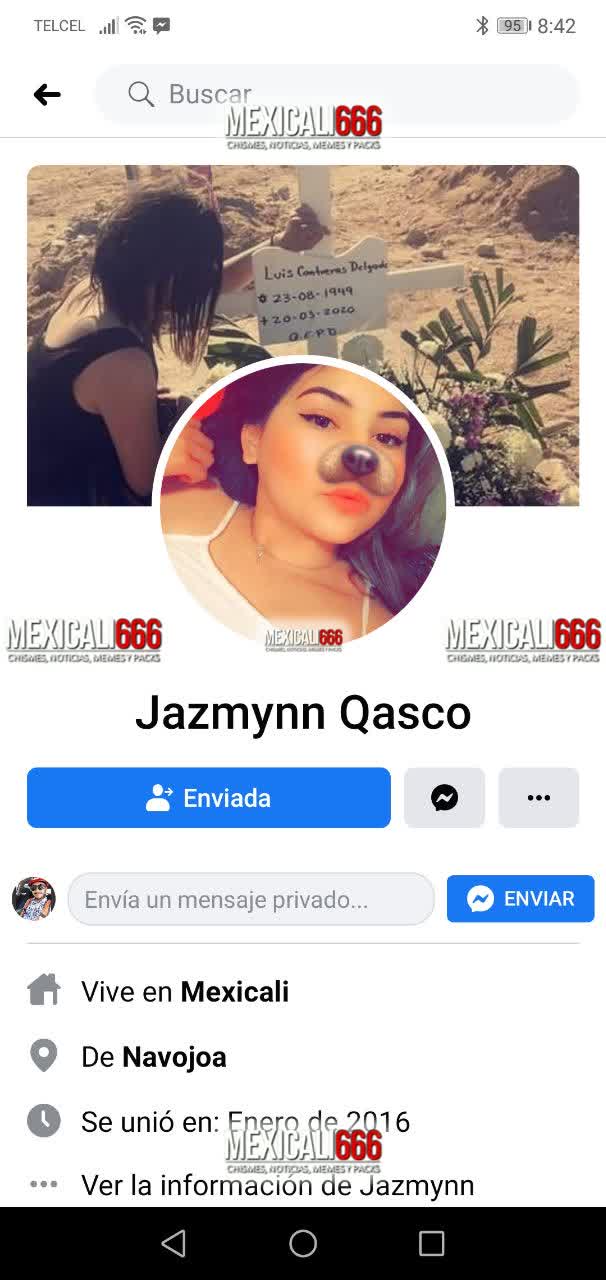 TELCEL
95 8:42
Buscar
MEXICALI666
CHISMES, NOTICIAS, MEMES Y PACKS
Luis Contreras Delgado
23-08-1949
+20-03-2020
Q.E.P.D
MEXICALI666
CHISMES, NOTICIAS, MEMES Y PACKS
MEXICALI666
CHISMES, NOTICIAS, MEMES Y PACKS
MEXICALI666
CHISMES, NOTICIAS, MEMES Y PACKS
Jazmynn Qasco
Enviada
Envía un mensaje privado...
ENVIAR
Vive en Mexicali
De Navojoa
Se unió en: Enero de 2016
MEXICALI666
CHISMES, NOTICIAS, MEMES Y PACKS
Ver la información de Jazmynn